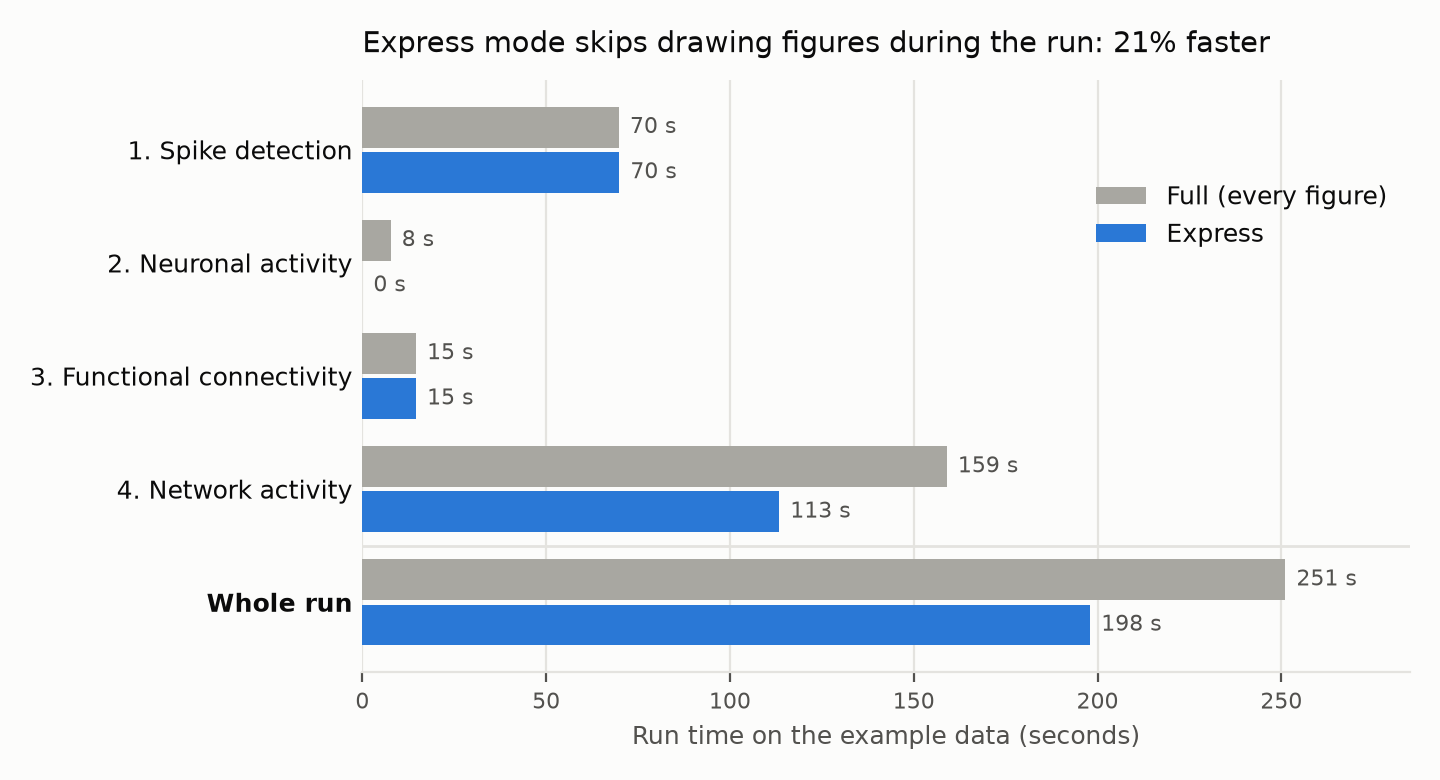 Express mode skips drawing figures during the run: 21% faster
1. Spike detection
70 s
70 s
Full (every figure)
Express
2. Neuronal activity
8 s
0 s
3. Functional connectivity
15 s
15 s
4. Network activity
159 s
113 s
Whole run
251 s
198 s
0 50 100 150 200 250
Run time on the example data (seconds)